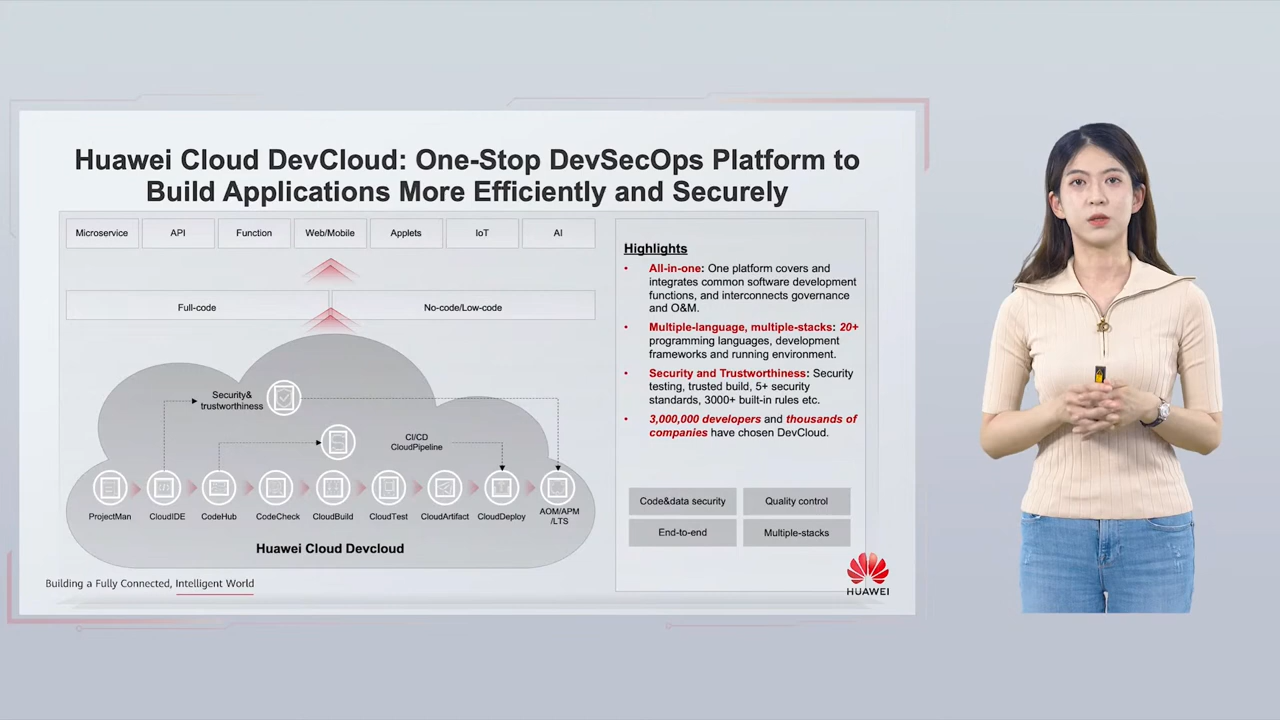 Huawei Cloud DevCloud: One-Stop DevSecOps Platform to
Build Applications More Efficiently and Securely
Microservice
API
Function
Web/Mobile
Applets
IoT
AI
Full-code
No-code/Low-code
Security&
trustworthiness
CI/CD
CloudPipeline
ProjectMan
CloudIDE
CodeHub
CodeCheck
CloudBuild
CloudTest
CloudArtifact
CloudDeploy
AOM/APM
/LTS
Huawei Cloud Devcloud
Highlights
• All-in-one: One platform covers and
integrates common software development
functions, and interconnects governance
and O&M.
• Multiple-language, multiple-stacks: 20+
programming languages, development
frameworks and running environment.
• Security and Trustworthiness: Security
testing, trusted build, 5+ security
standards, 3000+ built-in rules etc.
• 3,000,000 developers and thousands of
companies have chosen DevCloud.
Code&data security
Quality control
End-to-end
Multiple-stacks
Building a Fully Connected, Intelligent World
HUAWEI